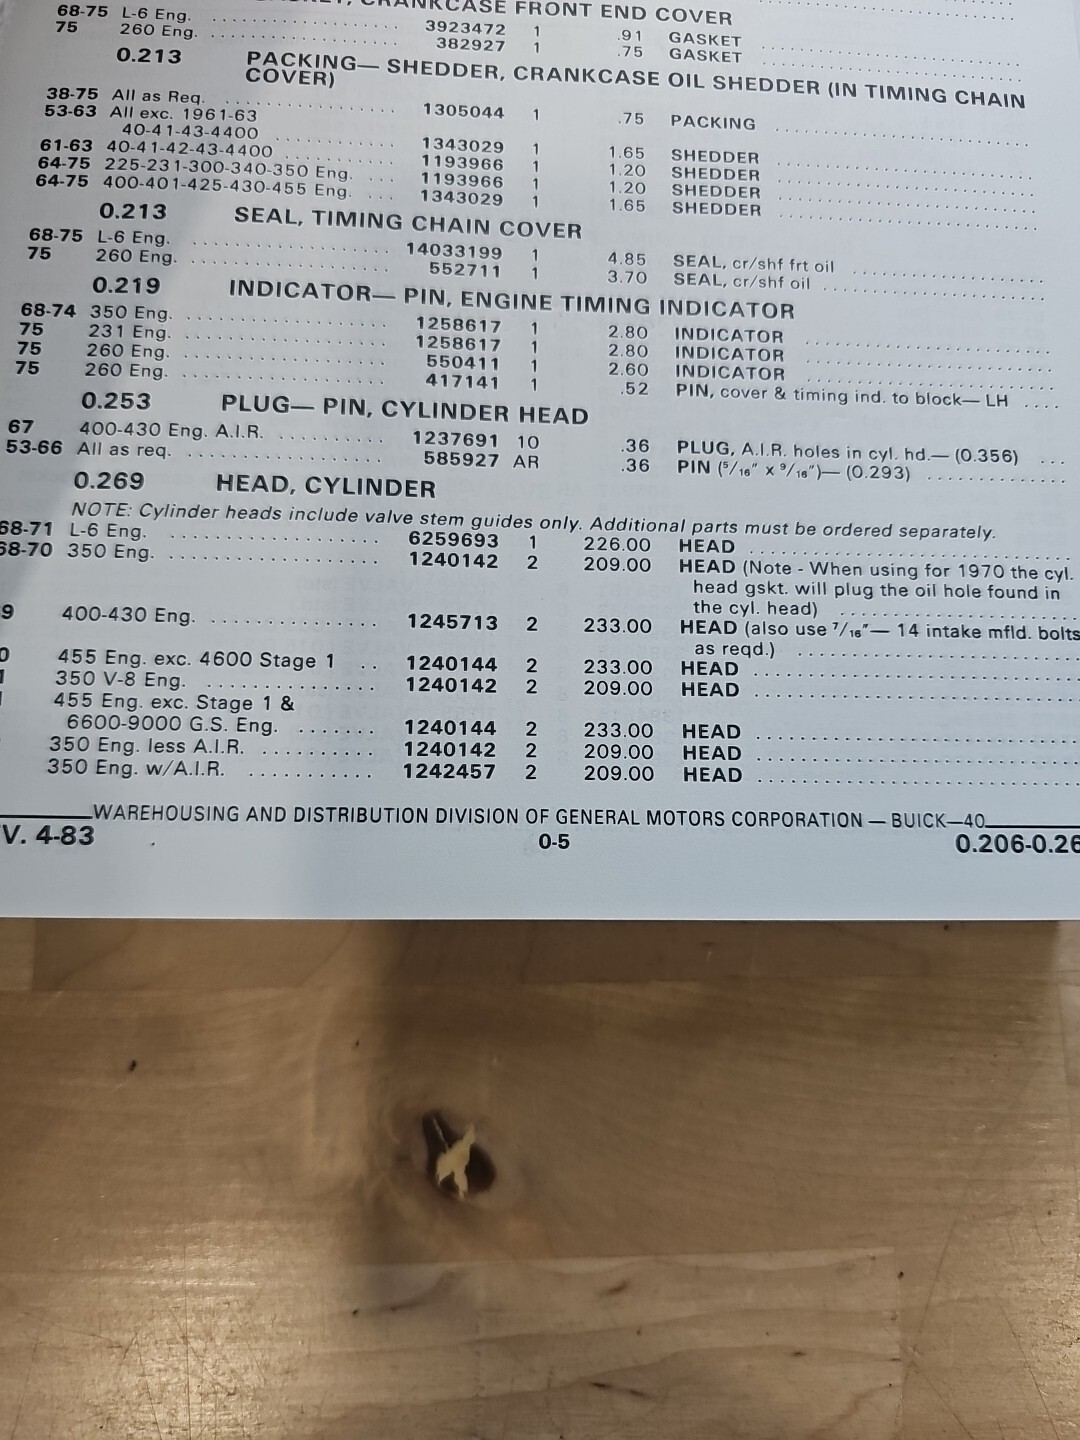 CRANKCASE FRONT END COVER
68-75 L-6 Eng. .......... 3923472 1 .91 GASKET ..........
75 260 Eng. .......... 382927 1 .75 GASKET ..........
0.213 PACKING— SHEDDER, CRANKCASE OIL SHEDDER (IN TIMING CHAIN
COVER)
38-75 All as Req. .......... 1305044 1 .75 PACKING ..........
53-63 All exc. 1961-63
40-41-43-4400 .......... 1343029 1 1.65 SHEDDER ..........
61-63 40-41-42-43-4400 .......... 1193966 1 1.20 SHEDDER ..........
64-75 225-231-300-340-350 Eng. ... 1193966 1 1.20 SHEDDER ..........
64-75 400-401-425-430-455 Eng. ... 1343029 1 1.65 SHEDDER ..........
0.213 SEAL, TIMING CHAIN COVER
68-75 L-6 Eng. .......... 14033199 1 4.85 SEAL, cr/shf frt oil ..........
75 260 Eng. .......... 552711 1 3.70 SEAL, cr/shf oil ..........
0.219 INDICATOR— PIN, ENGINE TIMING INDICATOR
68-74 350 Eng. .......... 1258617 1 2.80 INDICATOR ..........
75 231 Eng. .......... 1258617 1 2.80 INDICATOR ..........
75 260 Eng. .......... 550411 1 2.60 INDICATOR ..........
75 260 Eng. .......... 417141 1 .52 PIN, cover & timing ind. to block— LH ....
0.253 PLUG— PIN, CYLINDER HEAD
67 400-430 Eng. A.I.R. .......... 1237691 10 .36 PLUG, A.I.R. holes in cyl. hd.— (0.356) ...
53-66 All as req. .......... 585927 AR .36 PIN (5/16" x 9/16")— (0.293) ..........
0.269 HEAD, CYLINDER
NOTE: Cylinder heads include valve stem guides only. Additional parts must be ordered separately.
68-71 L-6 Eng. .......... 6259693 1 226.00 HEAD ..........
68-70 350 Eng. .......... 1240142 2 209.00 HEAD (Note - When using for 1970 the cyl.
head gskt. will plug the oil hole found in
the cyl. head) ..........
9 400-430 Eng. .......... 1245713 2 233.00 HEAD (also use 7/16"— 14 intake mfld. bolts
as reqd.) ..........
0 455 Eng. exc. 4600 Stage 1 .. 1240144 2 233.00 HEAD ..........
1 350 V-8 Eng. .......... 1240142 2 209.00 HEAD ..........
455 Eng. exc. Stage 1 &
6600-9000 G.S. Eng. ....... 1240144 2 233.00 HEAD ..........
350 Eng. less A.I.R. .......... 1240142 2 209.00 HEAD ..........
350 Eng. w/A.I.R. .......... 1242457 2 209.00 HEAD ..........
WAREHOUSING AND DISTRIBUTION DIVISION OF GENERAL MOTORS CORPORATION — BUICK—40
V. 4-83 0-5 0.206-0.26